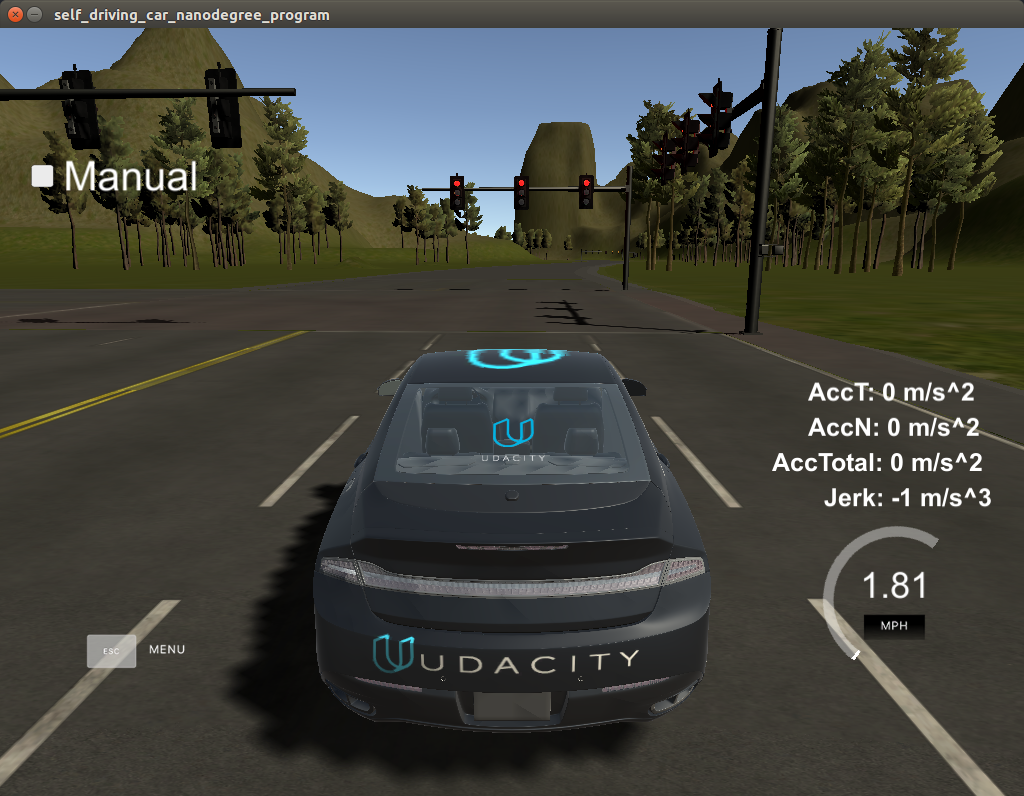 self_driving_car_nanodegree_program
Manual
AccT: 0 m/s^2
AccN: 0 m/s^2
AccTotal: 0 m/s^2
Jerk: -1 m/s^3
UDACITY
1.81
MPH
ESC MENU
UDACITY